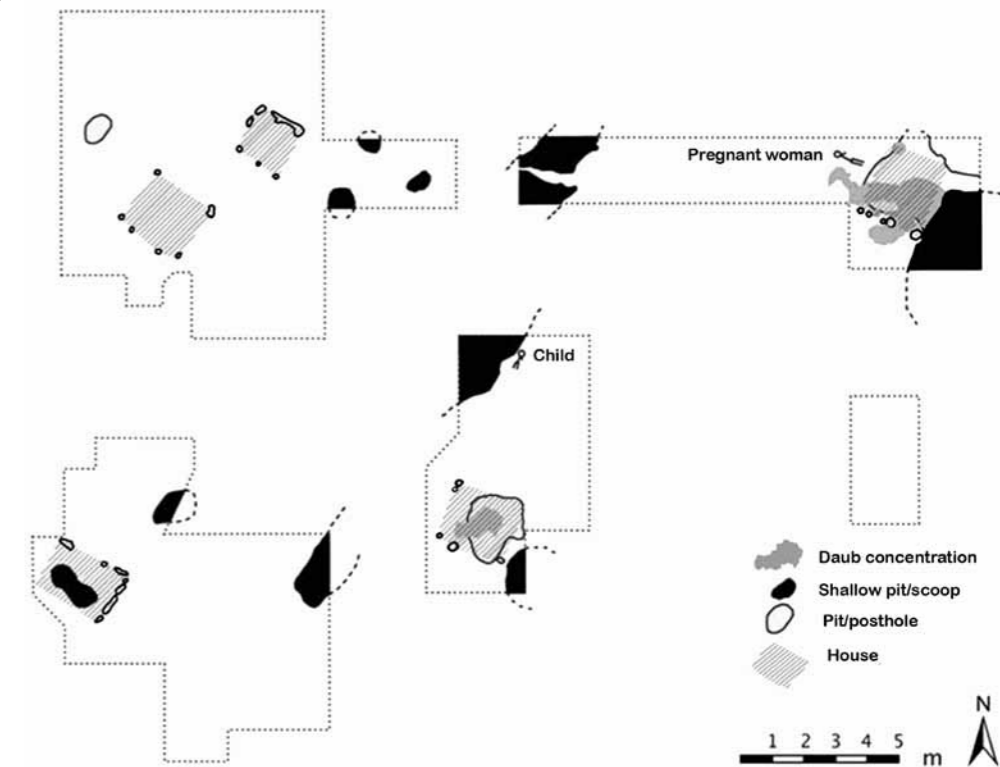 Pregnant woman
Child
Daub concentration
Shallow pit/scoop
Pit/posthole
House
N
1 2 3 4 5 m